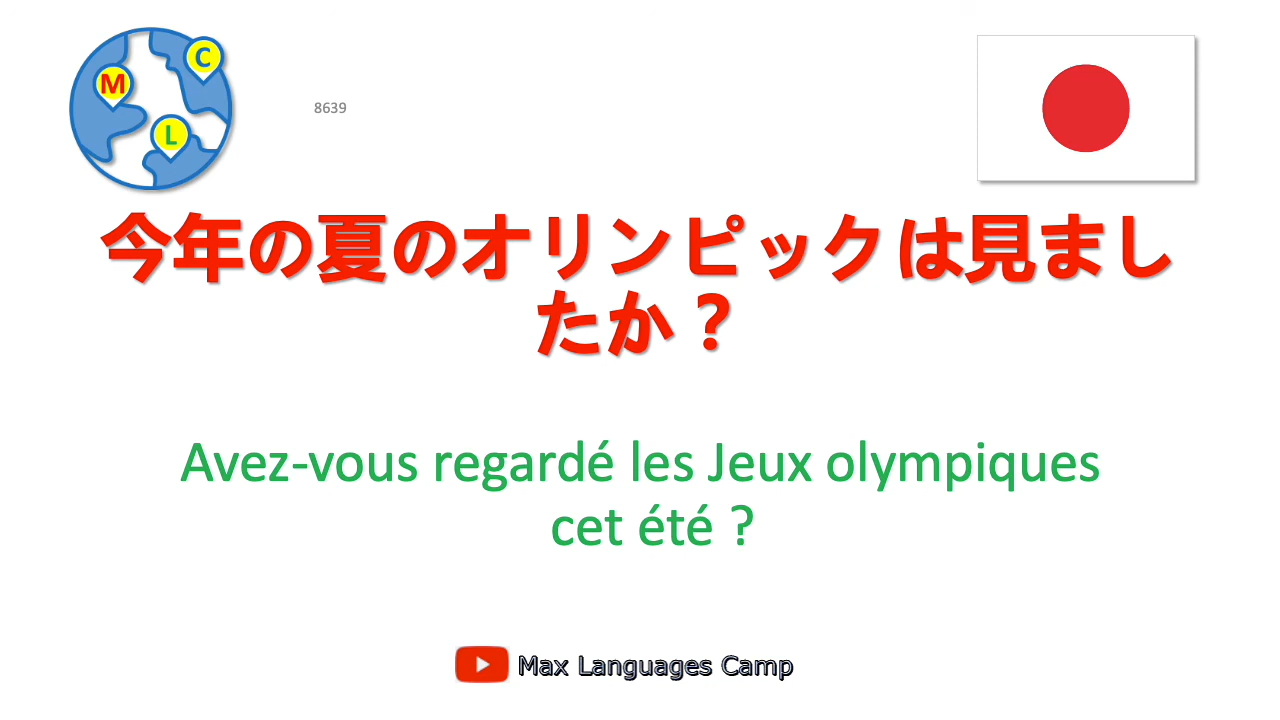 C
M
L
8639
今年の夏のオリンピックは見まし
たか？
Avez-vous regardé les Jeux olympiques
cet été ?
Max Languages Camp